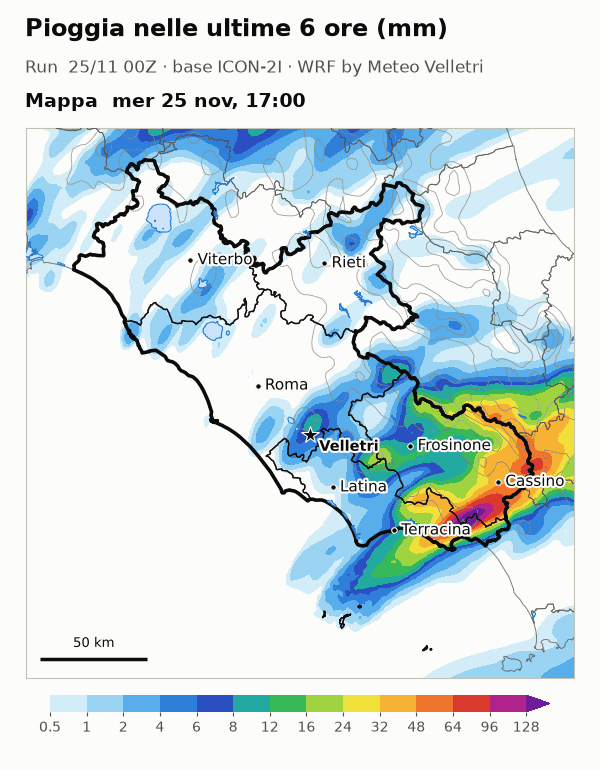 Pioggia nelle ultime 6 ore (mm)
Run  25/11 00Z · base ICON-2I · WRF by Meteo Velletri
Mappa  mer 25 nov, 17:00
Viterbo
Rieti
Roma
Velletri
Frosinone
Latina
Cassino
Terracina
50 km
0.5 1 2 4 6 8 12 16 24 32 48 64 96 128